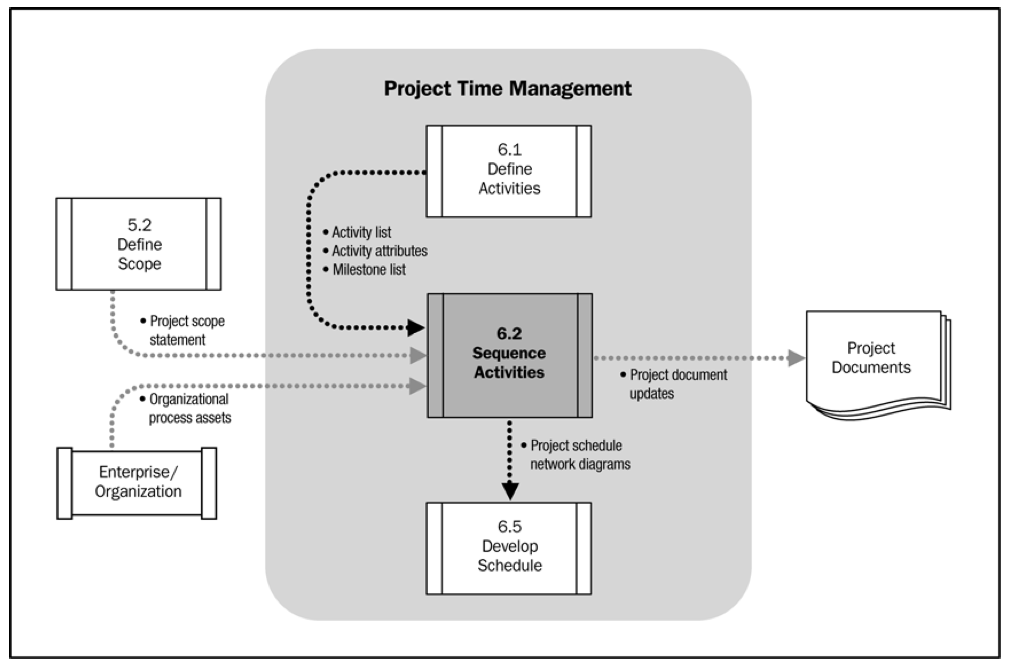 Project Time Management
6.1
Define
Activities
5.2
Define
Scope
• Activity list
• Activity attributes
• Milestone list
• Project scope
statement
6.2
Sequence
Activities
Project
Documents
• Project document
updates
• Organizational
process assets
Enterprise/
Organization
• Project schedule
network diagrams
6.5
Develop
Schedule